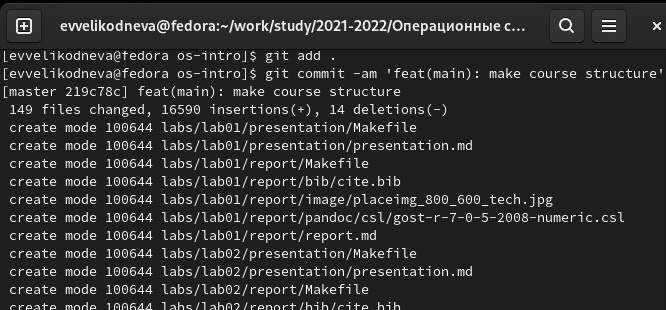 evvelikodneva@fedora:~/work/study/2021-2022/Операционные с...
[evvelikodneva@fedora os-intro]$ git add .
[evvelikodneva@fedora os-intro]$ git commit -am 'feat(main): make course structure'
[master 219c78c] feat(main): make course structure
 149 files changed, 16590 insertions(+), 14 deletions(-)
 create mode 100644 labs/lab01/presentation/Makefile
 create mode 100644 labs/lab01/presentation/presentation.md
 create mode 100644 labs/lab01/report/Makefile
 create mode 100644 labs/lab01/report/bib/cite.bib
 create mode 100644 labs/lab01/report/image/placeimg_800_600_tech.jpg
 create mode 100644 labs/lab01/report/pandoc/csl/gost-r-7-0-5-2008-numeric.csl
 create mode 100644 labs/lab01/report/report.md
 create mode 100644 labs/lab02/presentation/Makefile
 create mode 100644 labs/lab02/presentation/presentation.md
 create mode 100644 labs/lab02/report/Makefile
 create mode 100644 labs/lab02/report/bib/cite.bib